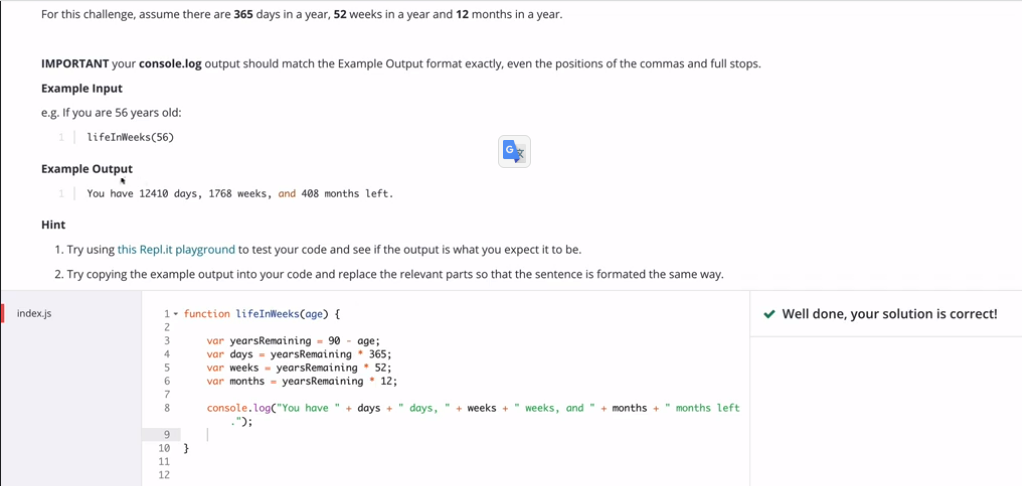 For this challenge, assume there are 365 days in a year, 52 weeks in a year and 12 months in a year.
IMPORTANT your console.log output should match the Example Output format exactly, even the positions of the commas and full stops.
Example Input
e.g. If you are 56 years old:
1 lifeInWeeks(56)
G
Example Output
1 You have 12410 days, 1768 weeks, and 408 months left.
Hint
1. Try using this Repl.it playground to test your code and see if the output is what you expect it to be.
2. Try copying the example output into your code and replace the relevant parts so that the sentence is formated the same way.
index.js
1 function lifeInWeeks(age) {
2
3 var yearsRemaining = 90 - age;
4 var days = yearsRemaining * 365;
5 var weeks = yearsRemaining * 52;
6 var months = yearsRemaining * 12;
7
8 console.log("You have " + days + " days, " + weeks + " weeks, and " + months + " months left
.");
9
10 }
11
12
Well done, your solution is correct!